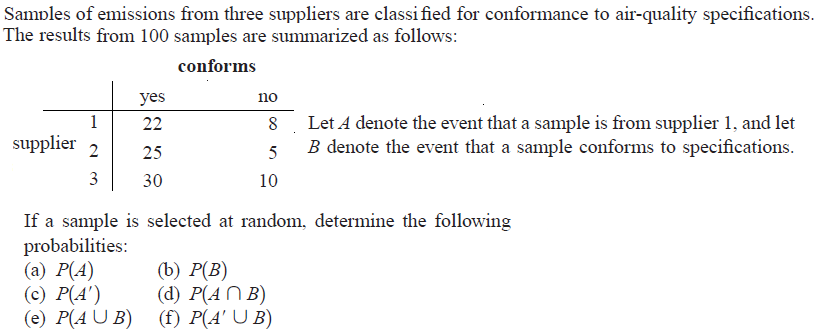 Samples of emissions from three suppliers are classified for conformance to air-quality specifications.
The results from 100 samples are summarized as follows:
conforms
yes no
1 22 8
supplier 2 25 5
3 30 10
Let A denote the event that a sample is from supplier 1, and let
B denote the event that a sample conforms to specifications.
If a sample is selected at random, determine the following
probabilities:
(a) P(A) (b) P(B)
(c) P(A′) (d) P(A ∩ B)
(e) P(A ∪ B) (f) P(A′ ∪ B)